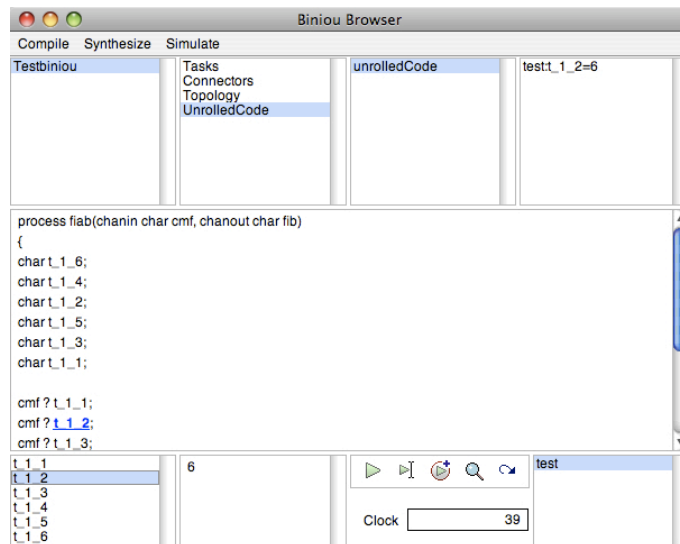 Biniou Browser
Compile Synthesize Simulate
Testbiniou
Tasks
Connectors
Topology
UnrolledCode
unrolledCode
test:t_1_2=6
process fiab(chanin char cmf, chanout char fib)
{
char t_1_6;
char t_1_4;
char t_1_2;
char t_1_5;
char t_1_3;
char t_1_1;
cmf ? t_1_1;
cmf ? t_1_2;
cmf ? t_1_3;
t_1_1
t_1_2
t_1_3
t_1_4
t_1_5
t_1_6
6
Clock 39
test